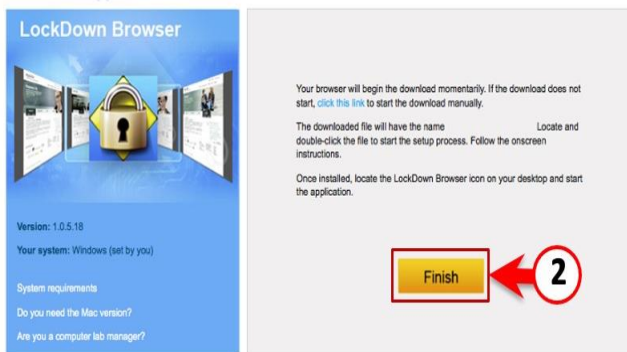 LockDown Browser
Version: 1.0.5.18
Your system: Windows (set by you)
System requirements
Do you need the Mac version?
Are you a computer lab manager?
Your browser will begin the download momentarily. If the download does not
start, click this link to start the download manually.
The downloaded file will have the name Locate and
double-click the file to start the setup process. Follow the onscreen
instructions.
Once installed, locate the LockDown Browser icon on your desktop and start
the application.
Finish
2